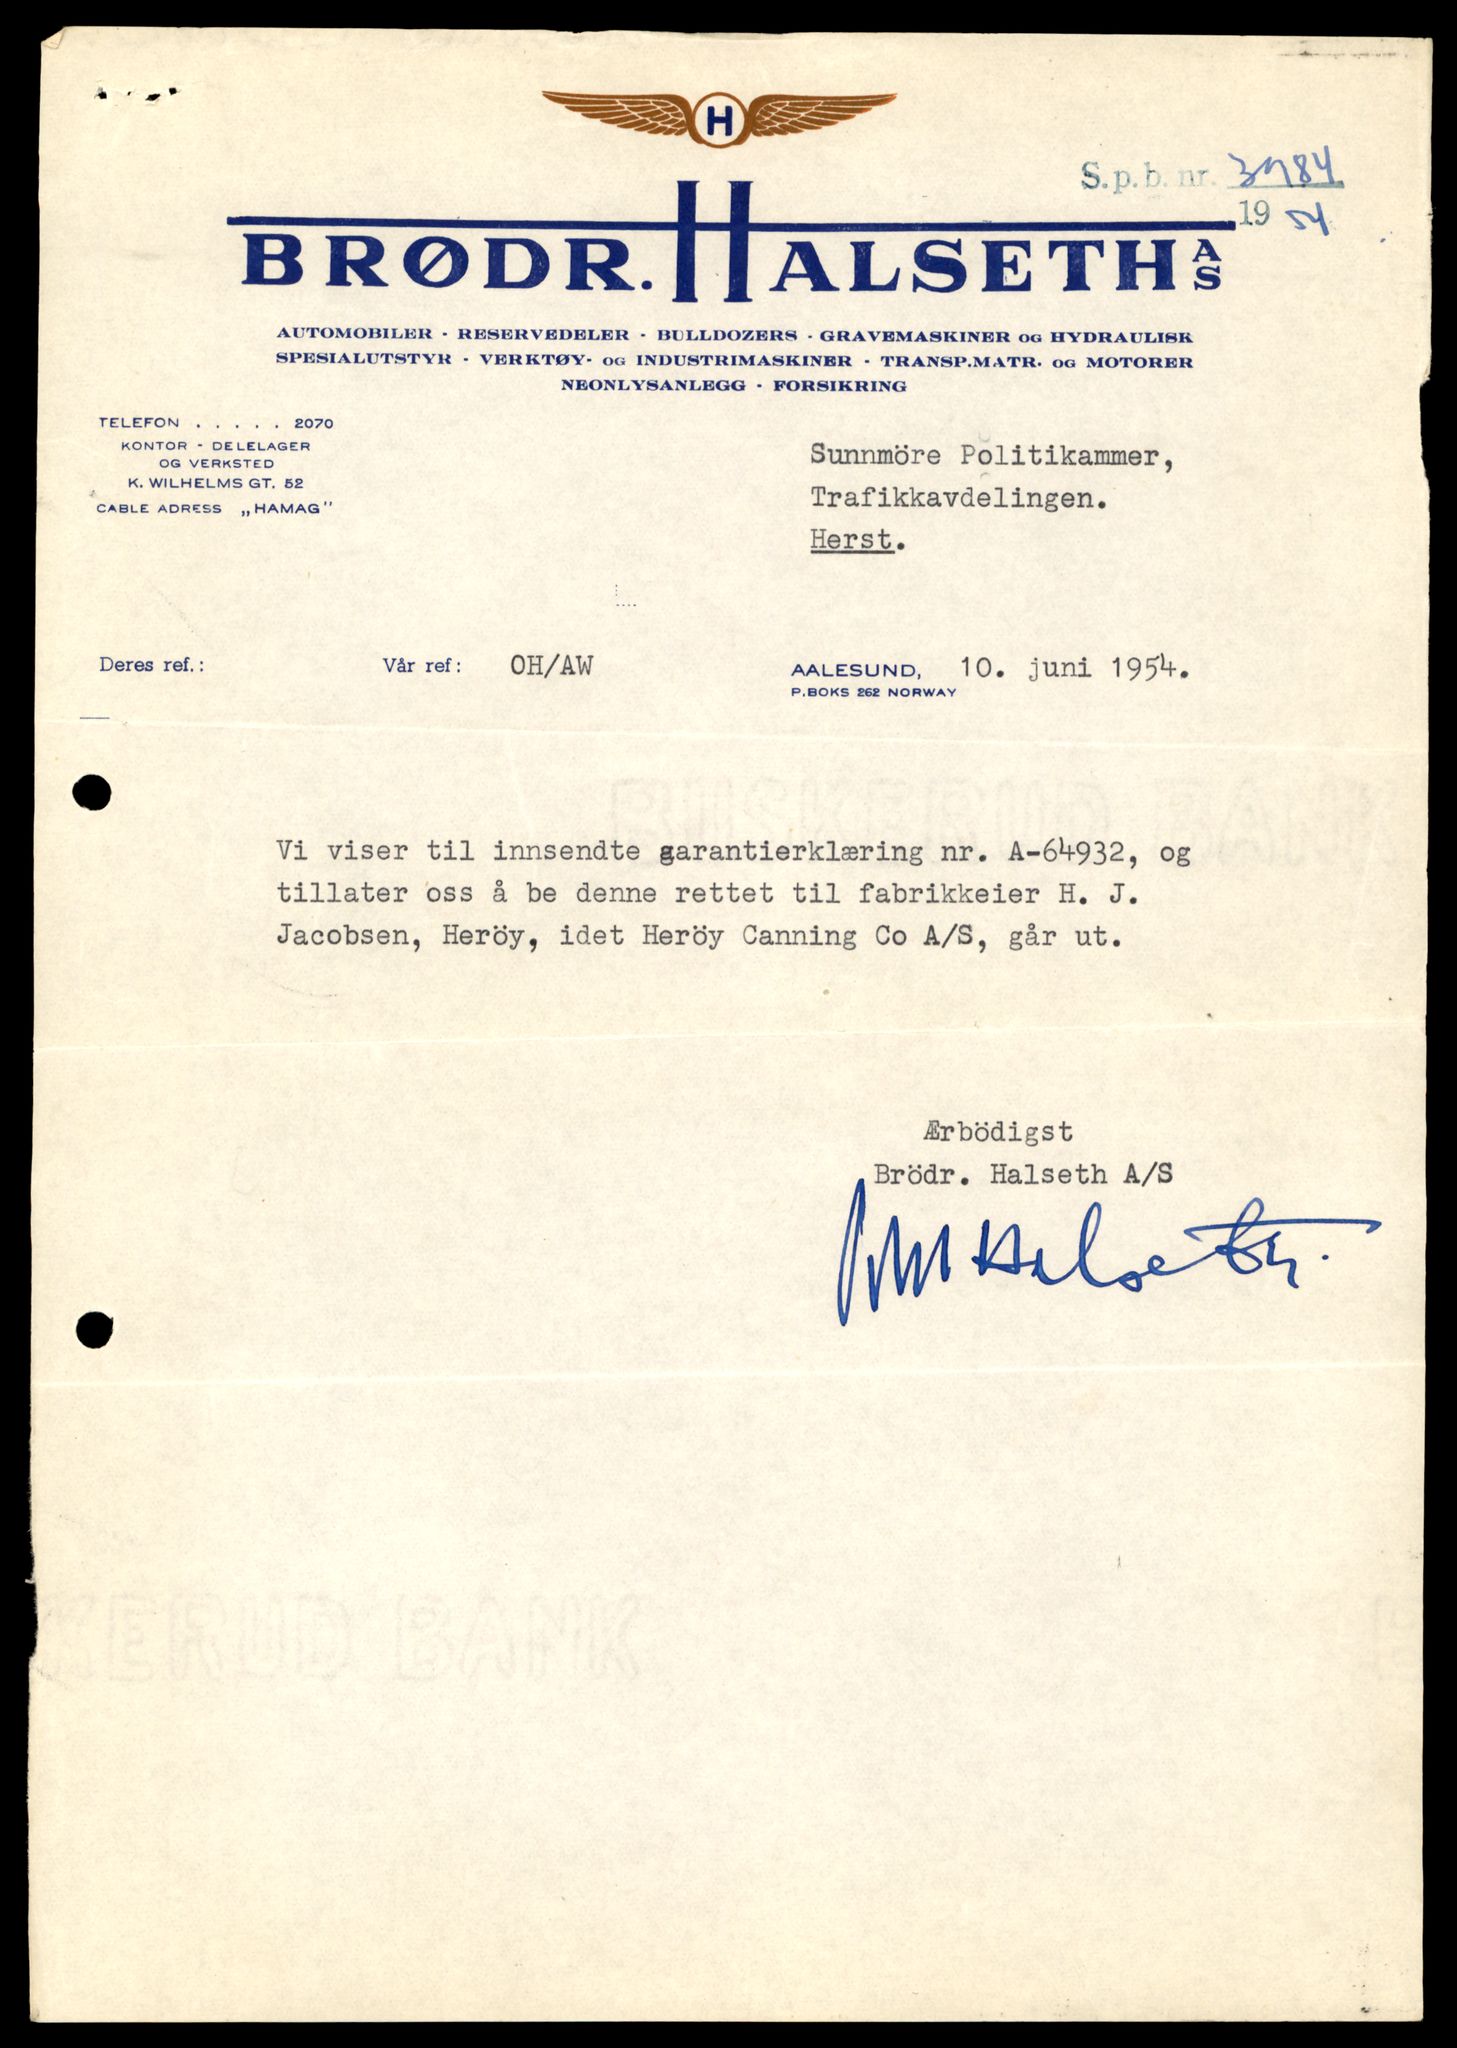 H
S.p.b. nr. 3984
1954
BRØDR. HALSETH A/S
AUTOMOBILER - RESERVEDELER - BULLDOZERS - GRAVEMASKINER OG HYDRAULISK
SPESIALUTSTYR - VERKTØY- OG INDUSTRIMASKINER - TRANSP.MATR. OG MOTORER
NEONLYSANLEGG - FORSIKRING
TELEFON . . . . . 2070
KONTOR - DELELAGER
OG VERKSTED
K. WILHELMS GT. 52
CABLE ADRESS „HAMAG"
Sunnmöre Politikammer,
Trafikkavdelingen.
Herst.
Deres ref.: Vår ref: OH/AW
AALESUND, 10. juni 1954.
P.BOKS 262 NORWAY
Vi viser til innsendte garantierklæring nr. A-64932, og
tillater oss å be denne rettet til fabrikkeier H. J.
Jacobsen, Heröy, idet Heröy Canning Co A/S, går ut.
Ærbödigst
Brödr. Halseth A/S
Halseth.